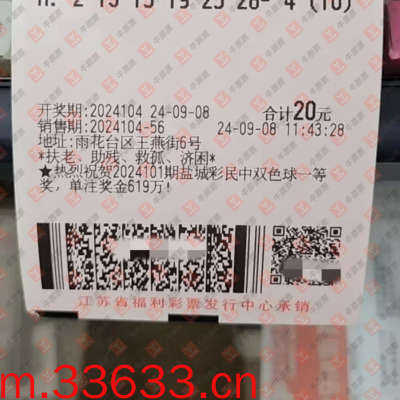 开奖期:2024104 24-09-08 合计20元
销售期:2024104-56 24-09-08 11:43:28
地址:雨花台区玉燕街6号
*扶老、助残、救孤、济困*
★热烈祝贺2024101期盐城彩民中双色球一等
奖，单注奖金619万!
江苏省福利彩票发行中心承销
m.33633.cn